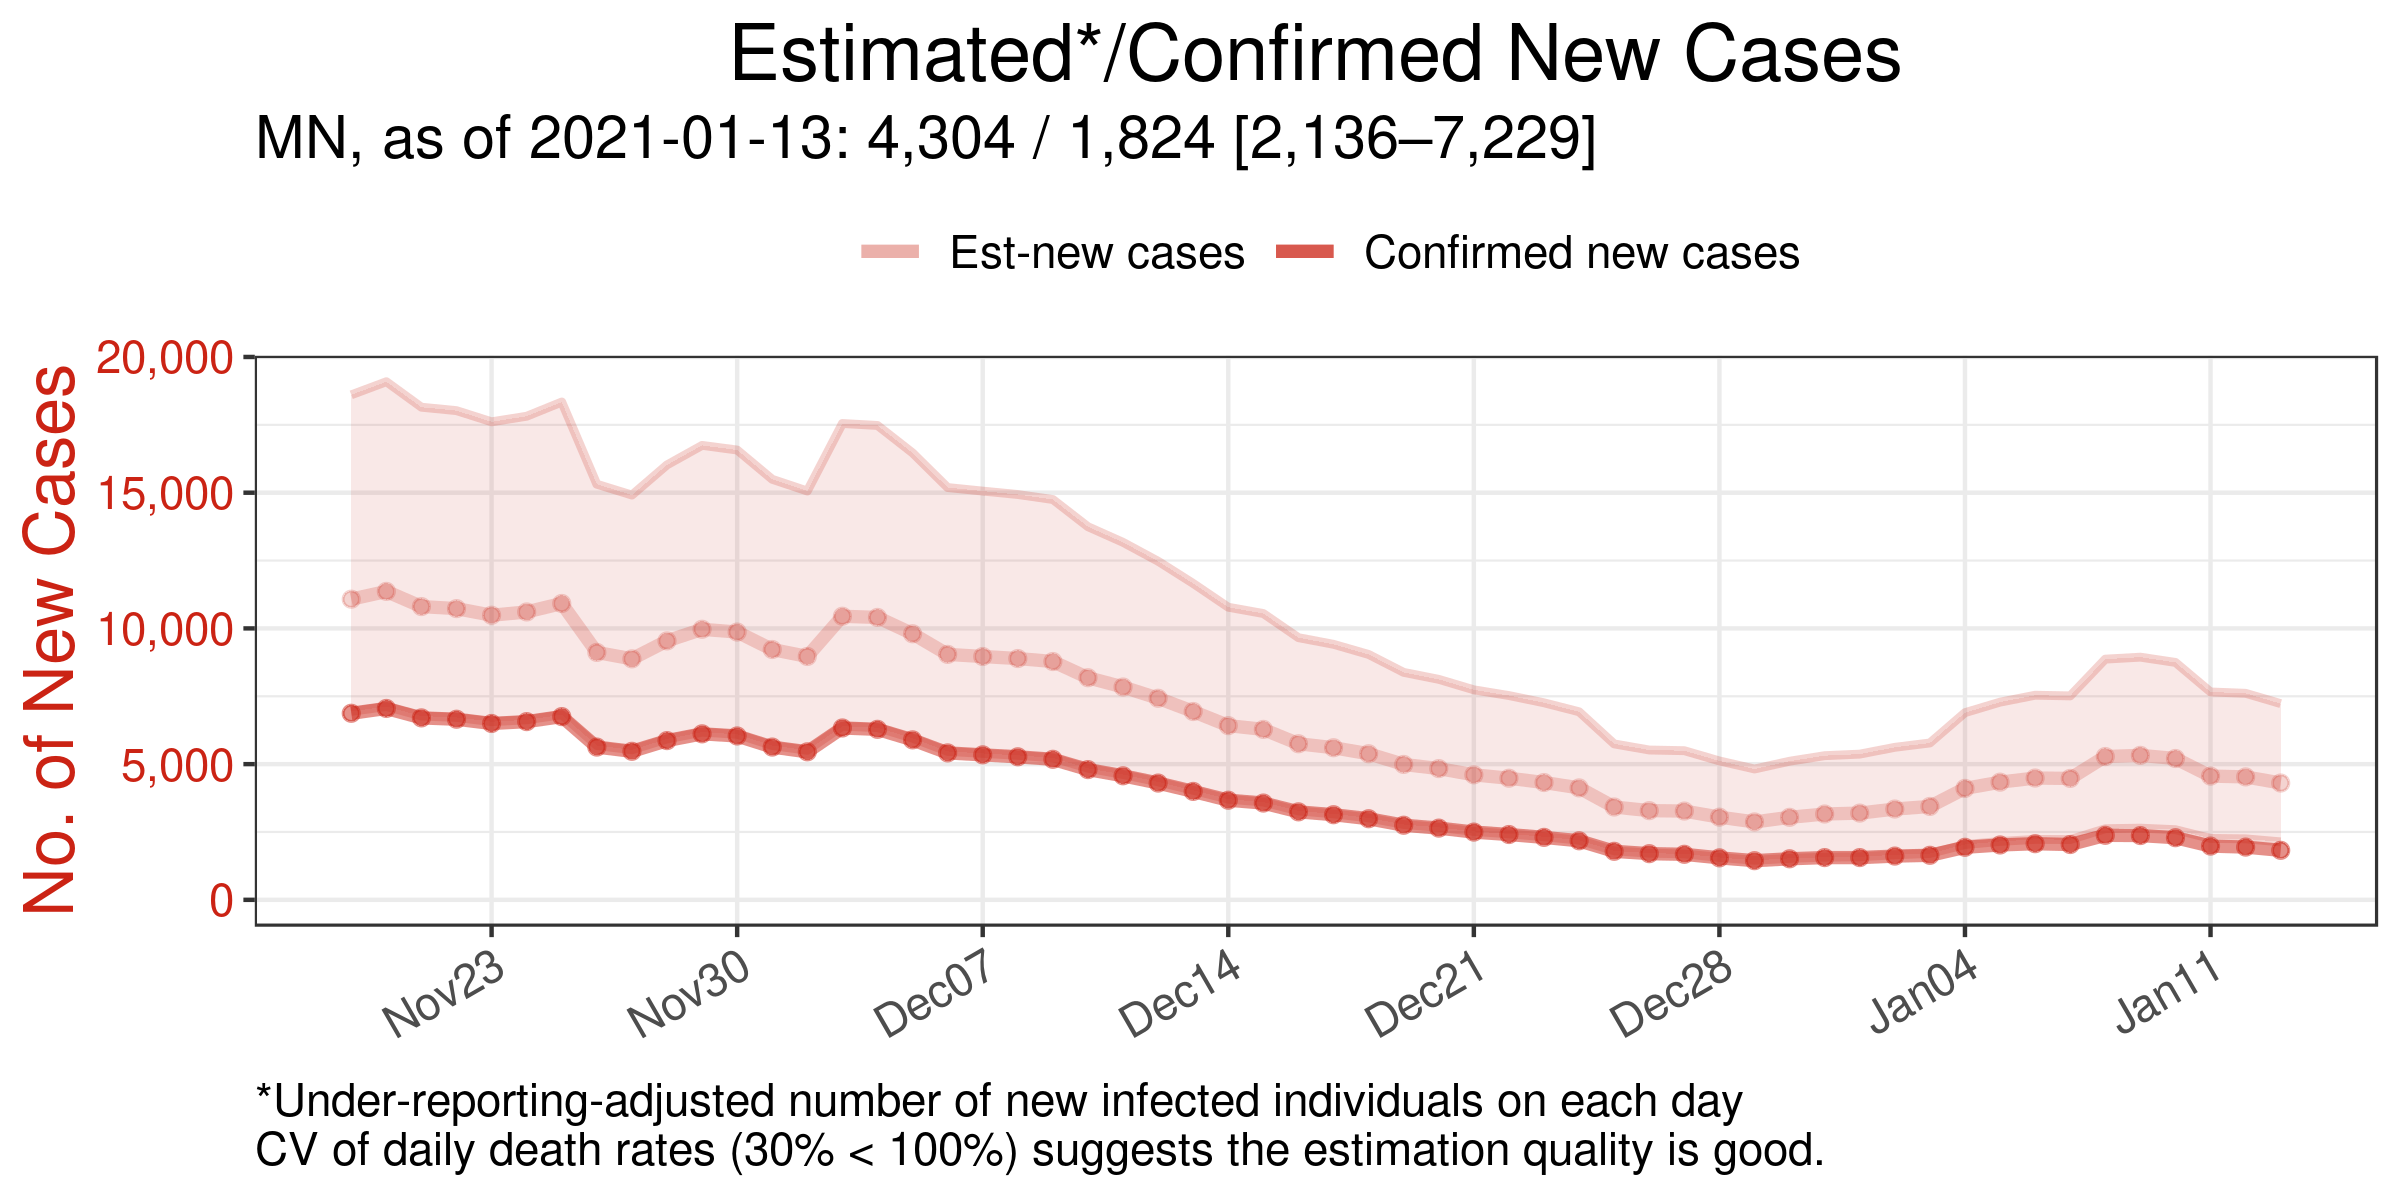 Estimated*/Confirmed New Cases
MN, as of 2021-01-13: 4,304 / 1,824 [2,136–7,229]
Est-new cases
Confirmed new cases
No. of New Cases
20,000
15,000
10,000
5,000
0
Nov23
Nov30
Dec07
Dec14
Dec21
Dec28
Jan04
Jan11
*Under-reporting-adjusted number of new infected individuals on each day
CV of daily death rates (30% < 100%) suggests the estimation quality is good.